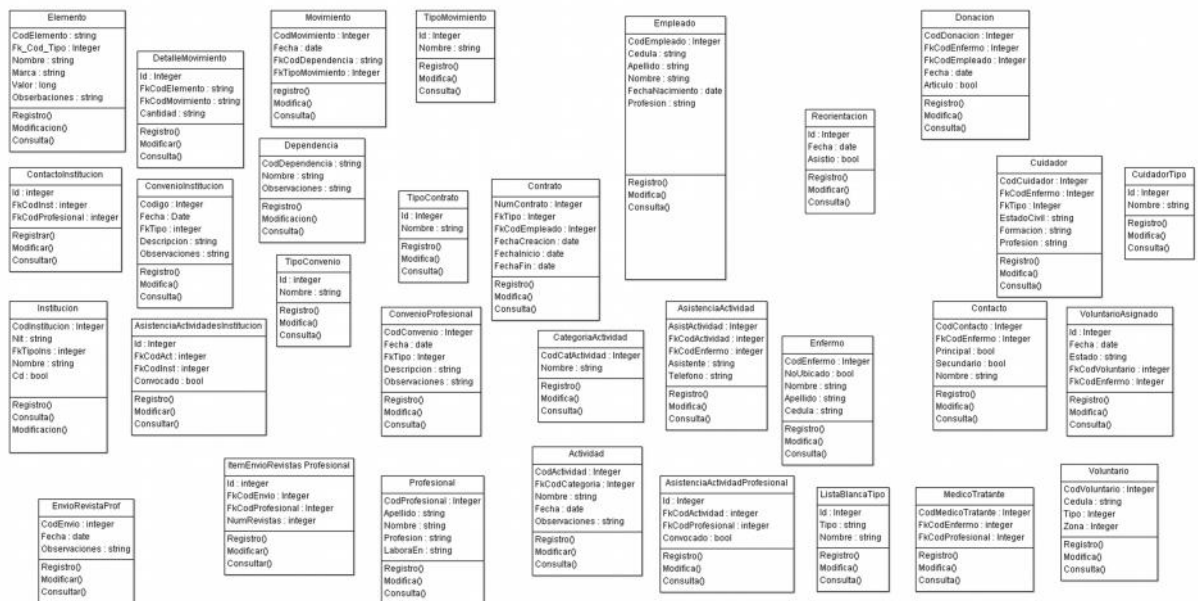 Elemento
CodElemento : string
Fk_Cod_Tipo : Integer
Nombre : string
Marca : string
Valor : long
Obserbaciones : string
Registro()
Modificacion()
Consulta()
DetalleMovimiento
Id : Integer
FkCodElemento : string
FkCodMovimiento : string
Cantidad : string
Registro()
Modificar()
Consulta()
Movimiento
CodMovimiento : Integer
Fecha : date
FkCodDependencia : string
FkTipoMovimiento : Integer
registro()
Modifica()
Consulta()
TipoMovimiento
Id : Integer
Nombre : string
Registro()
Modifica()
Consulta()
Empleado
CodEmpleado : Integer
Cedula : string
Apellido : string
Nombre : string
FechaNacimiento : date
Profesion : string
Registro()
Modifica()
Consulta()
Donacion
CodDonacion : Integer
FkCodEnfermo : Integer
FkCodEmpleado : Integer
Fecha : date
Articulo : bool
Registro()
Modifica()
Consulta()
Reorientacion
Id : Integer
Fecha : date
Asistio : bool
Registro()
Modificar()
Consulta()
Dependencia
CodDependencia : string
Nombre : string
Observaciones : string
Registro()
Modificacion()
Consulta()
ContactoInstitucion
Id : integer
FkCodInst : integer
FkCodProfesional : integer
Registrar()
Modificar()
Consultar()
ConvenioInstitucion
Codigo : Integer
Fecha : Date
FkTipo : integer
Descripcion : string
Observaciones : string
Registro()
Modifica()
Consulta()
TipoContrato
Id : Integer
Nombre : string
Registro()
Modifica()
Consulta()
Contrato
NumContrato : Integer
FkTipo : Integer
FkCodEmpleado : Integer
FechaCreacion : date
FechaInicio : date
FechaFin : date
Registro()
Modifica()
Consulta()
Cuidador
CodCuidador : Integer
FkCodEnfermo : Integer
FkTipo : Integer
EstadoCivil : string
Formacion : string
Profesion : string
Registro()
Modifica()
Consulta()
CuidadorTipo
Id : Integer
Nombre : string
Registro()
Modifica()
Consulta()
TipoConvenio
Id : integer
Nombre : string
Registro()
Modifica()
Consulta()
Institucion
CodInstitucion : Integer
Nit : string
FkTipoIns : integer
Nombre : string
Cd : bool
Registro()
Consulta()
Modificacion()
AsistenciaActividadesInstitucion
Id : Integer
FkCodAct : integer
FkCodInst : integer
Convocado : bool
Registro()
Modificar()
Consultar()
ConvenioProfesional
CodConvenio : Integer
Fecha : date
FkTipo : Integer
Descripcion : string
Observaciones : string
Registro()
Modifica()
Consulta()
CategoriaActividad
CodCatActividad : Integer
Nombre : string
Registro()
Modifica()
Consulta()
AsistenciaActividad
AsistActividad : Integer
FkCodActividad : integer
FkCodEnfermo : integer
Asistente : string
Telefono : string
Registro()
Modifica()
Consulta()
Enfermo
CodEnfermo : Integer
NoUbicado : bool
Nombre : string
Apellido : string
Cedula : string
Registro()
Modifica()
Consulta()
Contacto
CodContacto : Integer
FkCodEnfermo : Integer
Principal : bool
Secundario : bool
Nombre : string
Registro()
Modifica()
Consulta()
VoluntarioAsignado
Id : Integer
Fecha : date
Estado : string
FkCodVoluntario : integer
FkCodEnfermo : Integer
Registro()
Modifica()
Consulta()
EnvioRevistaProf
CodEnvio : integer
Fecha : date
Observaciones : string
Registro()
Modificar()
Consultar()
ItemEnvioRevistas Profesional
Id : integer
FkCodEnvio : Integer
FkCodProfesional : Integer
NumRevistas : integer
Registro()
Modificar()
Consultar()
Profesional
CodProfesional : Integer
Apellido : string
Nombre : string
Profesion : string
LaboraEn : string
Registro()
Modifica()
Consulta()
Actividad
CodActividad : Integer
FkCodCategoria : Integer
Nombre : string
Fecha : date
Observaciones : string
Registro()
Modificar()
Consulta()
AsistenciaActividadProfesional
Id : Integer
FkCodActividad : integer
FkCodProfesional : integer
Convocado : bool
Registro()
Modifica()
Consulta()
ListaBlancaTipo
Id : Integer
Tipo : string
Nombre : string
Registro()
Modifica()
Consulta()
MedicoTratante
CodMedicoTratante : Integer
FkCodEnfermo : integer
FkCodProfesional : Integer
Registro()
Modifica()
Consulta()
Voluntario
CodVoluntario : Integer
Cedula : string
Tipo : Integer
Zona : Integer
Registro()
Modifica()
Consulta()